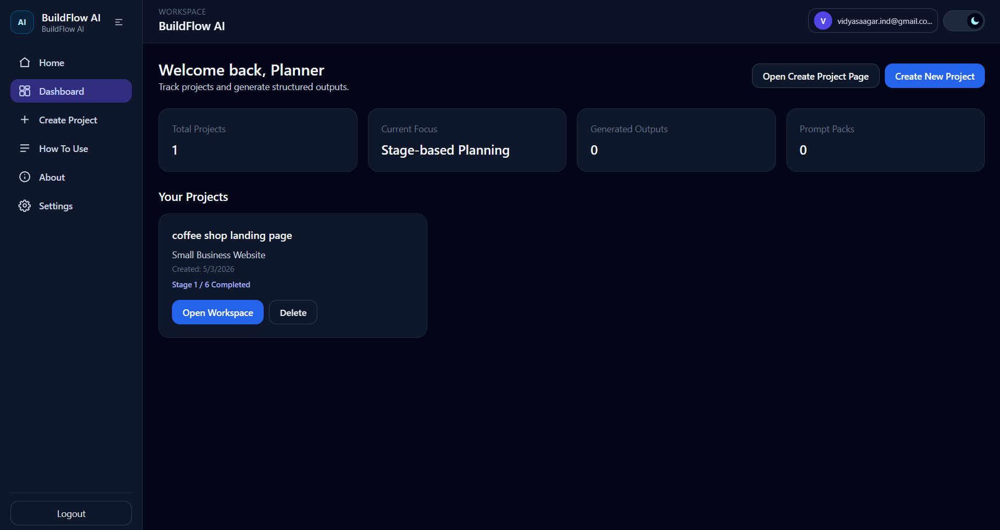 AI
BuildFlow AI
BuildFlow AI
Home
Dashboard
Create Project
How To Use
About
Settings
Logout
WORKSPACE
BuildFlow AI
V
vidyasaagar.ind@gmail.co...
Welcome back, Planner
Track projects and generate structured outputs.
Open Create Project Page
Create New Project
Total Projects
1
Current Focus
Stage-based Planning
Generated Outputs
0
Prompt Packs
0
Your Projects
coffee shop landing page
Small Business Website
Created: 5/3/2026
Stage 1 / 6 Completed
Open Workspace
Delete